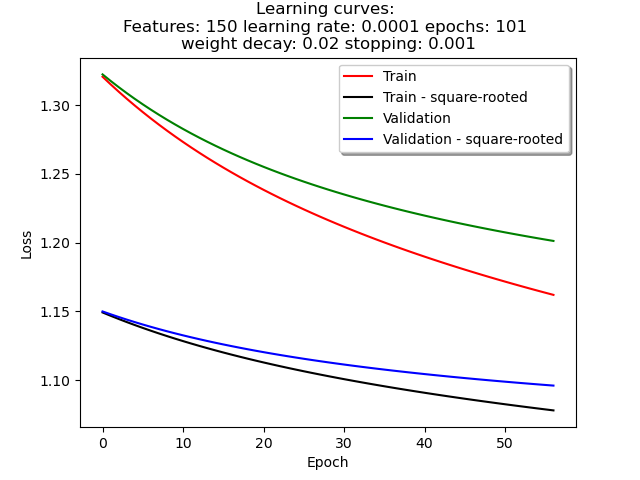 Learning curves:
Features: 150 learning rate: 0.0001 epochs: 101
weight decay: 0.02 stopping: 0.001
Train
Train - square-rooted
Validation
Validation - square-rooted
1.30
1.25
1.20
1.15
1.10
Loss
0 10 20 30 40 50
Epoch